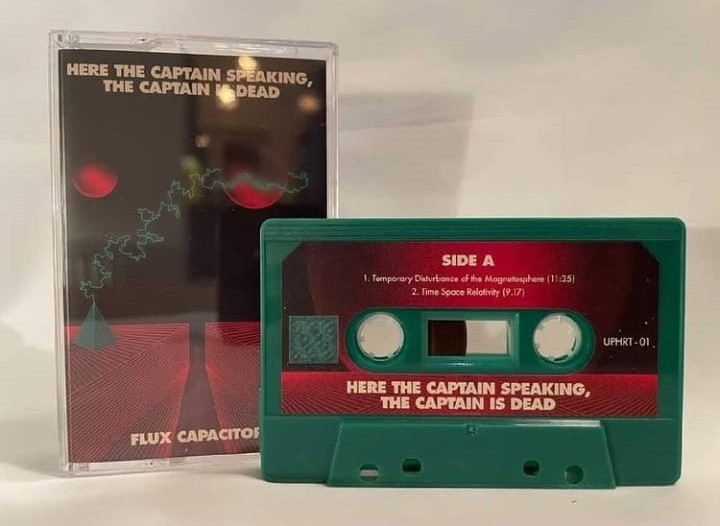 HERE THE CAPTAIN SPEAKING,
THE CAPTAIN IS DEAD
FLUX CAPACITOR
SIDE A
1. Temporary Disturbance of the Magnetosphere (11:35)
2. Time Space Relativity (9.17)
UPHRT - 01
HERE THE CAPTAIN SPEAKING,
THE CAPTAIN IS DEAD